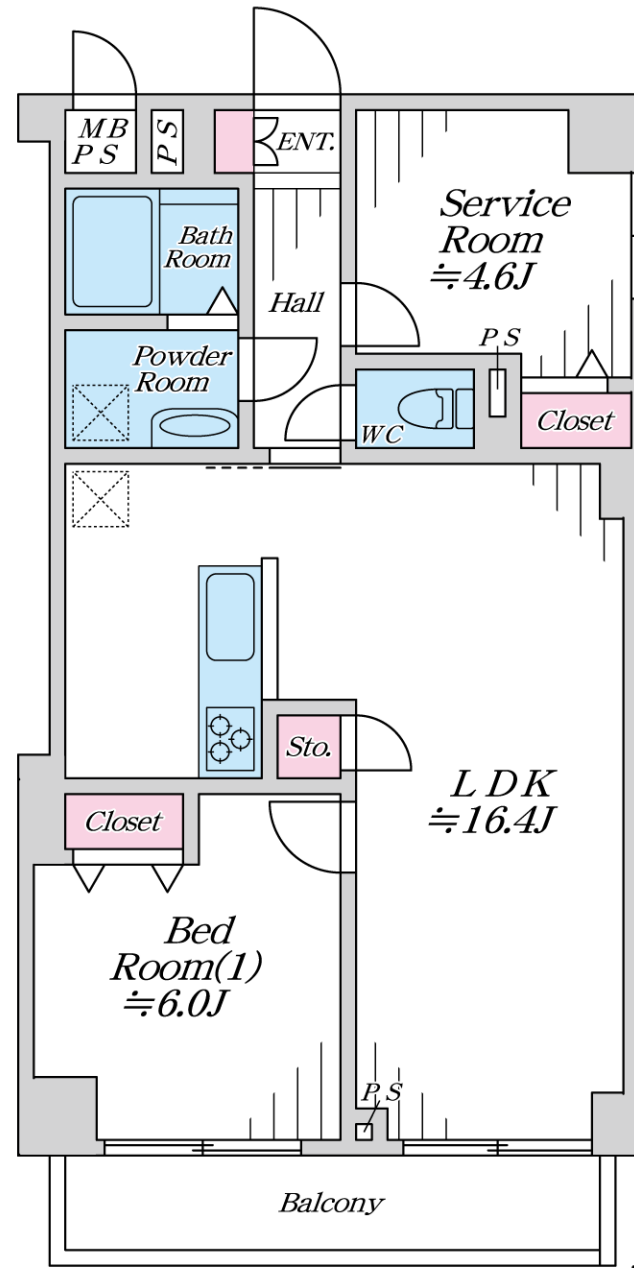 MB
PS
PS
ENT.
Service
Room
≒4.6J
Bath
Room
Hall
PS
Powder
Room
WC
Closet
Sto.
LDK
≒16.4J
Closet
Bed
Room(1)
≒6.0J
PS
Balcony